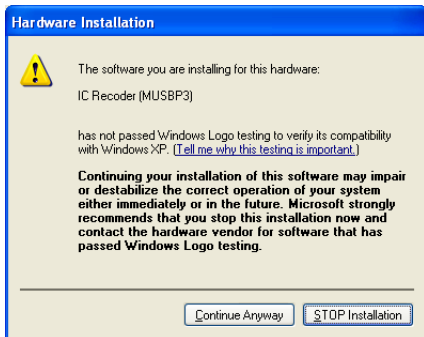 Hardware Installation
The software you are installing for this hardware:
IC Recoder (MUSBP3)
has not passed Windows Logo testing to verify its compatibility
with Windows XP. (Tell me why this testing is important.)
Continuing your installation of this software may impair
or destabilize the correct operation of your system
either immediately or in the future. Microsoft strongly
recommends that you stop this installation now and
contact the hardware vendor for software that has
passed Windows Logo testing.
Continue Anyway
STOP Installation